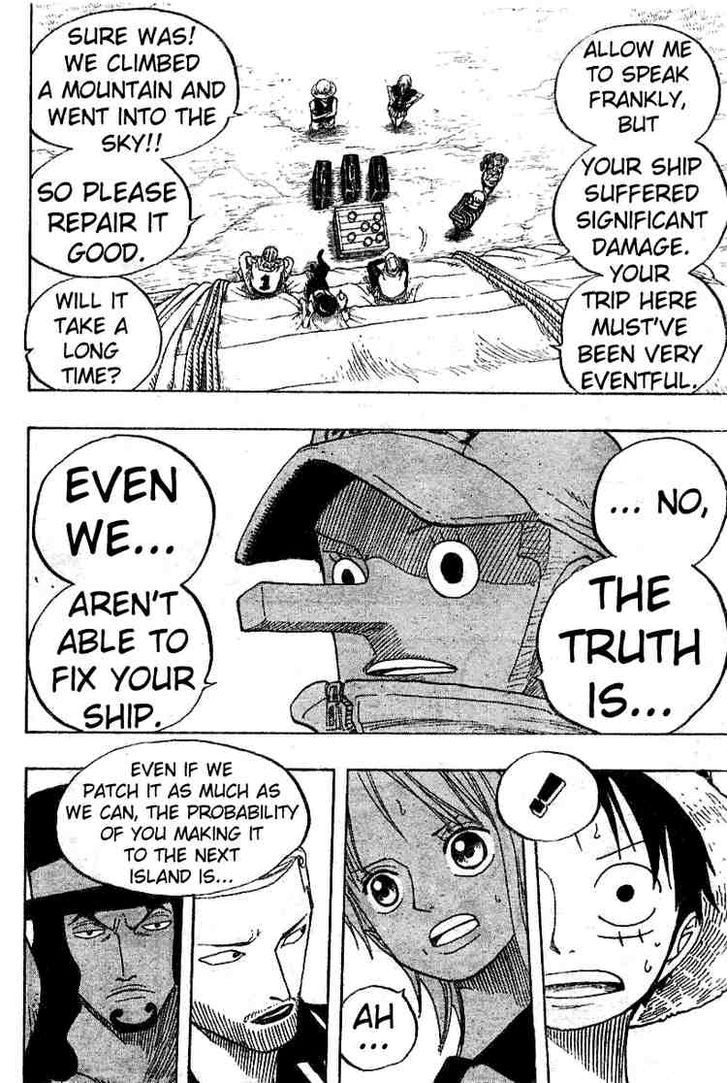 ALLOW ME
TO SPEAK
FRANKLY,
BUT
YOUR SHIP
SUFFERED
SIGNIFICANT
DAMAGE.
YOUR
TRIP HERE
MUST'VE
BEEN VERY
EVENTFUL.
SURE WAS!
WE CLIMBED
A MOUNTAIN AND
WENT INTO THE
SKY!!
SO PLEASE
REPAIR IT
GOOD.
WILL IT
TAKE A
LONG
TIME?
1
... NO,
THE
TRUTH
IS...
EVEN
WE...
AREN'T
ABLE TO
FIX YOUR
SHIP.
!!
AH
...
EVEN IF WE
PATCH IT AS MUCH AS
WE CAN, THE PROBABILITY
OF YOU MAKING IT
TO THE NEXT
ISLAND IS...